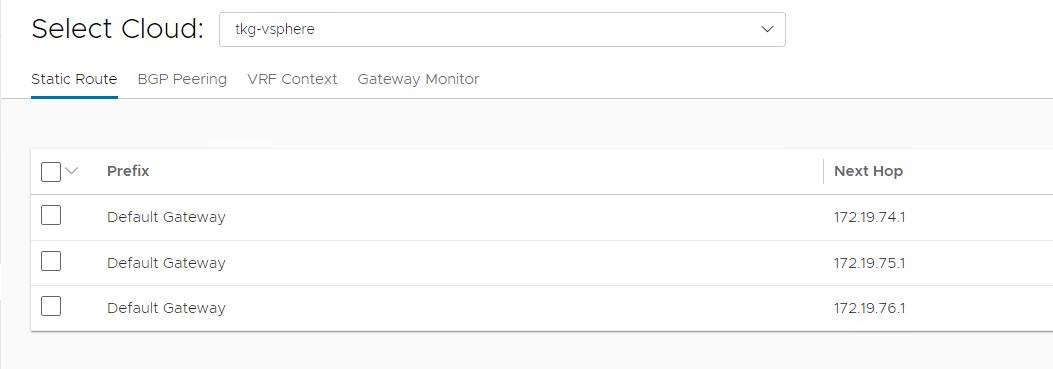 Select Cloud: tkg-vsphere
Static Route BGP Peering VRF Context Gateway Monitor
Prefix Next Hop
Default Gateway 172.19.74.1
Default Gateway 172.19.75.1
Default Gateway 172.19.76.1